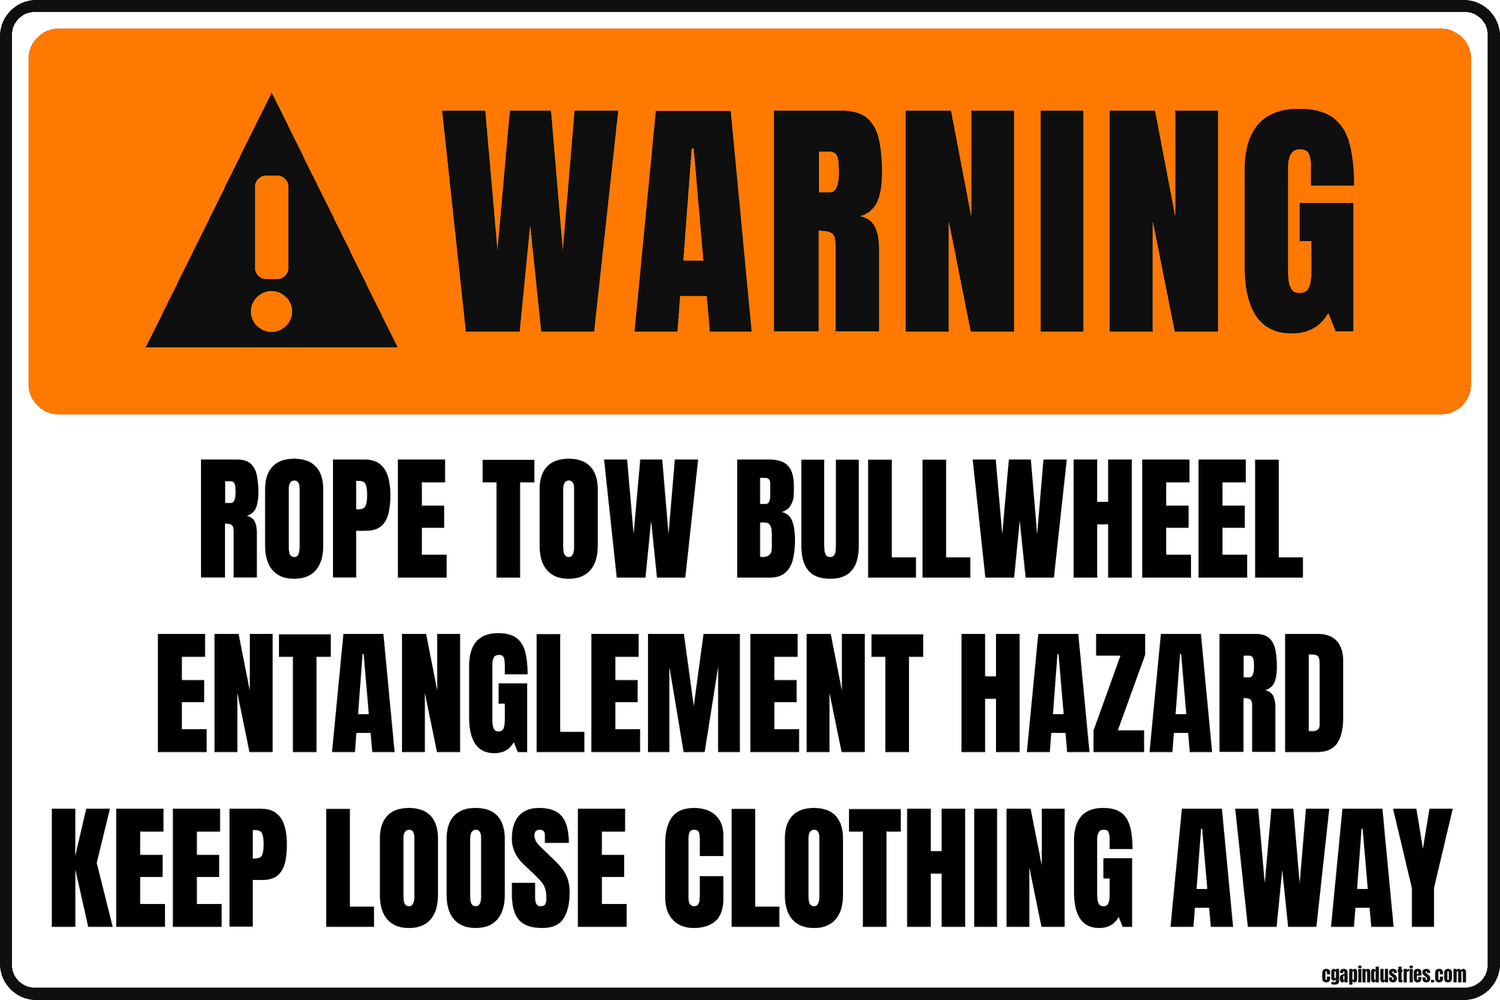 WARNING
ROPE TOW BULLWHEEL
ENTANGLEMENT HAZARD
KEEP LOOSE CLOTHING AWAY
cgapindustries.com